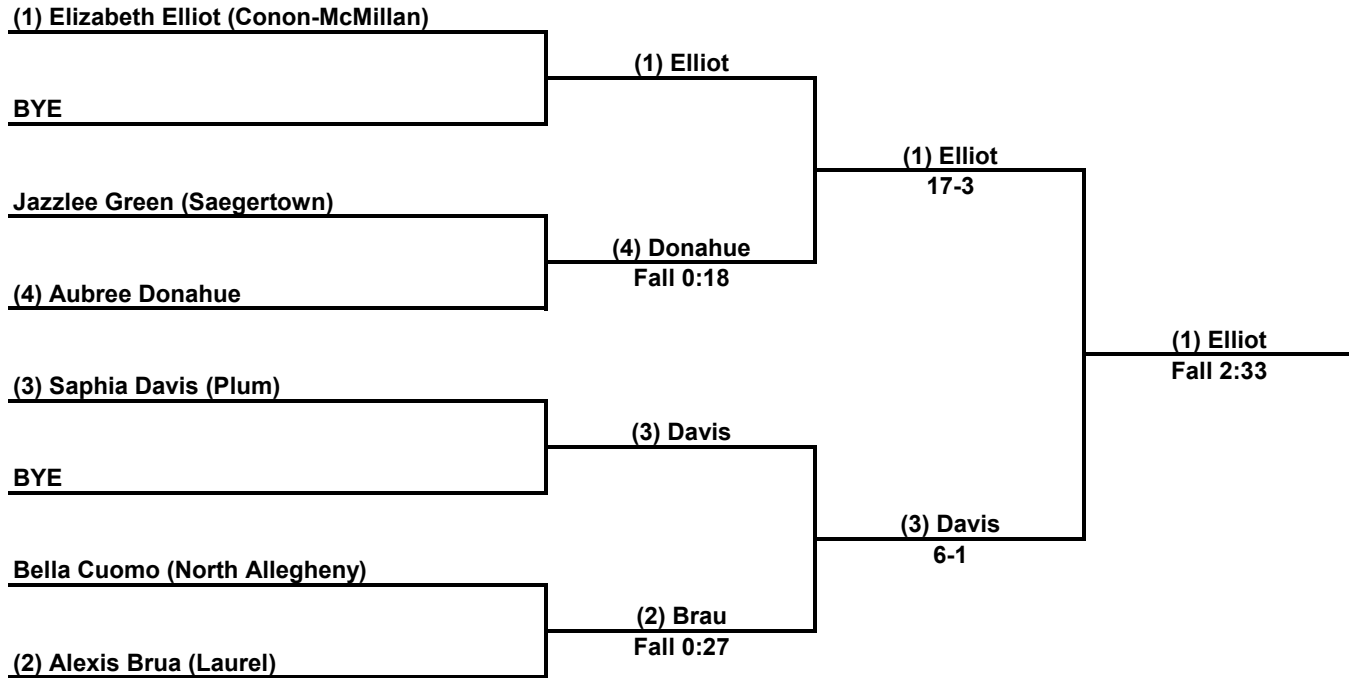 (1) Elizabeth Elliot (Conon-McMillan)
(1) Elliot
BYE
(1) Elliot
17-3
Jazzlee Green (Saegertown)
(4) Donahue
Fall 0:18
(4) Aubree Donahue
(1) Elliot
Fall 2:33
(3) Saphia Davis (Plum)
(3) Davis
BYE
(3) Davis
6-1
Bella Cuomo (North Allegheny)
(2) Brau
Fall 0:27
(2) Alexis Brua (Laurel)